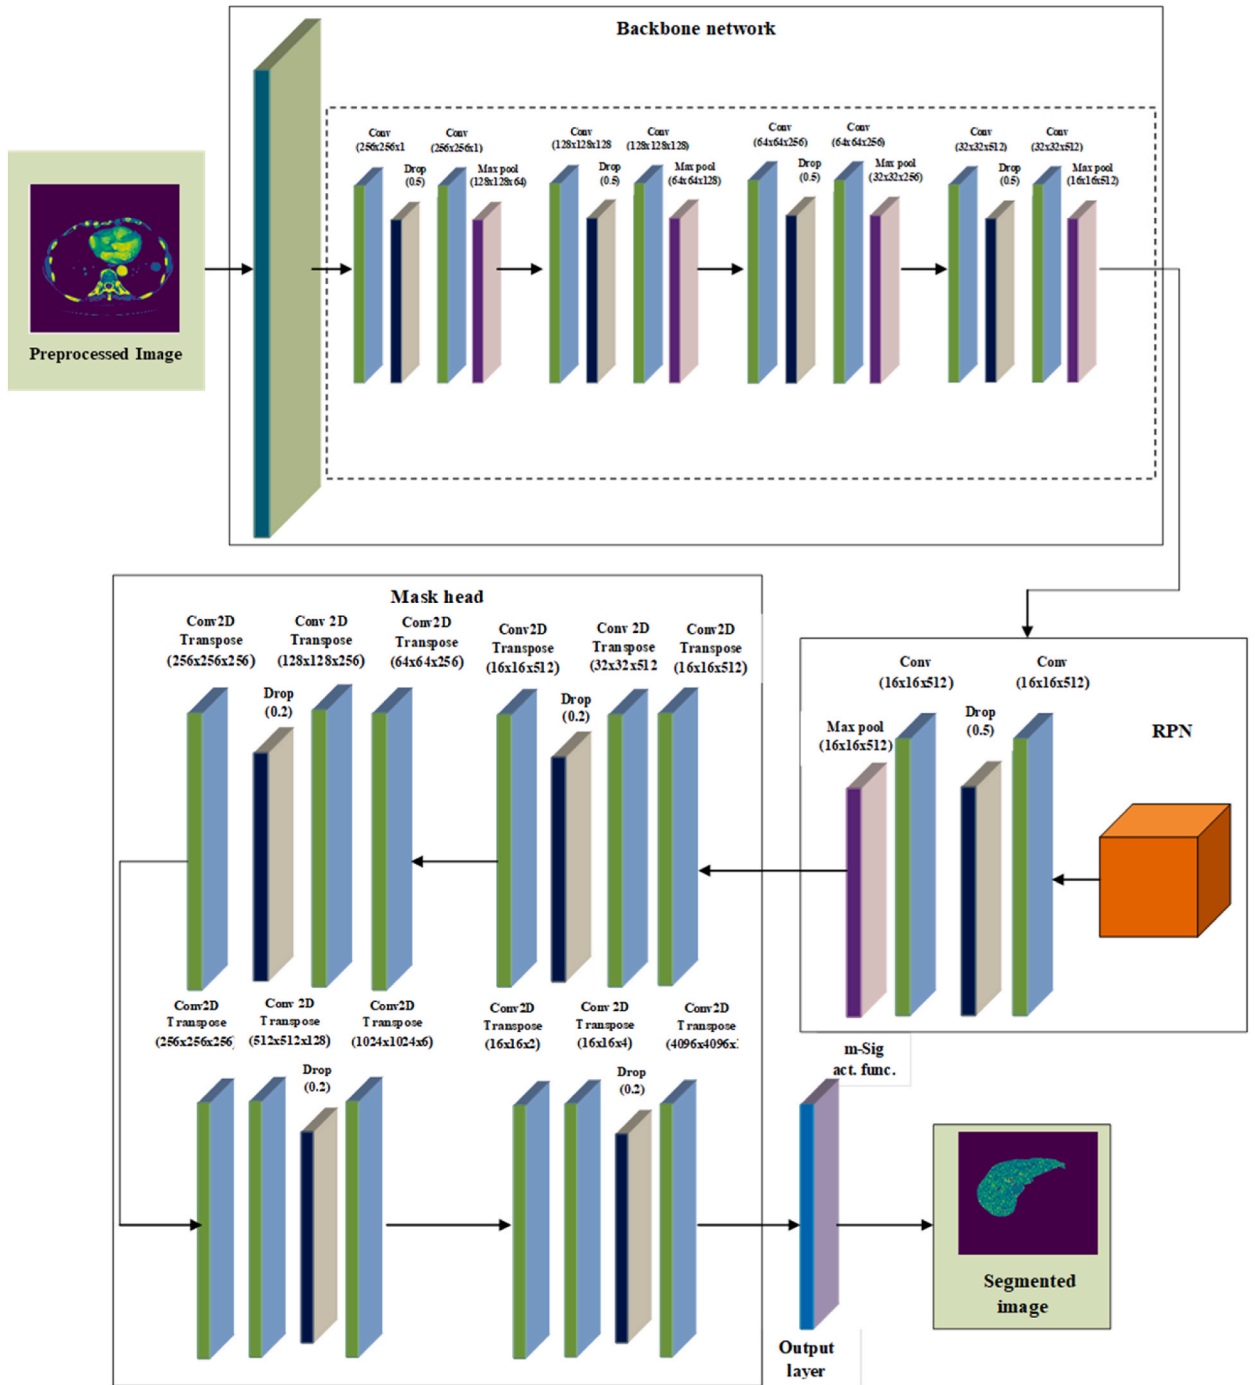 Backbone network
Conv
(256x256x1
Drop
(0.5)
Conv
(256x256x1)
Max pool
(128x128x64)
Conv
(128x128x128
Drop
(0.5)
Conv
(128x128x128)
Max pool
(64x64x128)
Conv
(64x64x256)
Drop
(0.5)
Conv
(64x64x256)
Max pool
(32x32x256)
Conv
(32x32x512)
Drop
(0.5)
Conv
(32x32x512)
Max pool
(16x16x512)
Preprocessed Image
Mask head
Conv2D
Transpose
(256x256x256)
Drop
(0.2)
Conv 2D
Transpose
(128x128x256)
Conv2D
Transpose
(64x64x256)
Conv2D
Transpose
(16x16x512)
Drop
(0.2)
Conv 2D
Transpose
(32x32x512
Conv2D
Transpose
(16x16x512)
Max pool
(16x16x512)
Conv
(16x16x512)
Drop
(0.5)
Conv
(16x16x512)
RPN
Conv2D
Transpose
(256x256x256)
Conv 2D
Transpose
(512x512x128)
Drop
(0.2)
Conv2D
Transpose
(1024x1024x6)
Conv2D
Transpose
(16x16x2)
Conv 2D
Transpose
(16x16x4)
Drop
(0.2)
Conv2D
Transpose
(4096x4096x
m-Sig
act. func.
Output
layer
Segmented
image